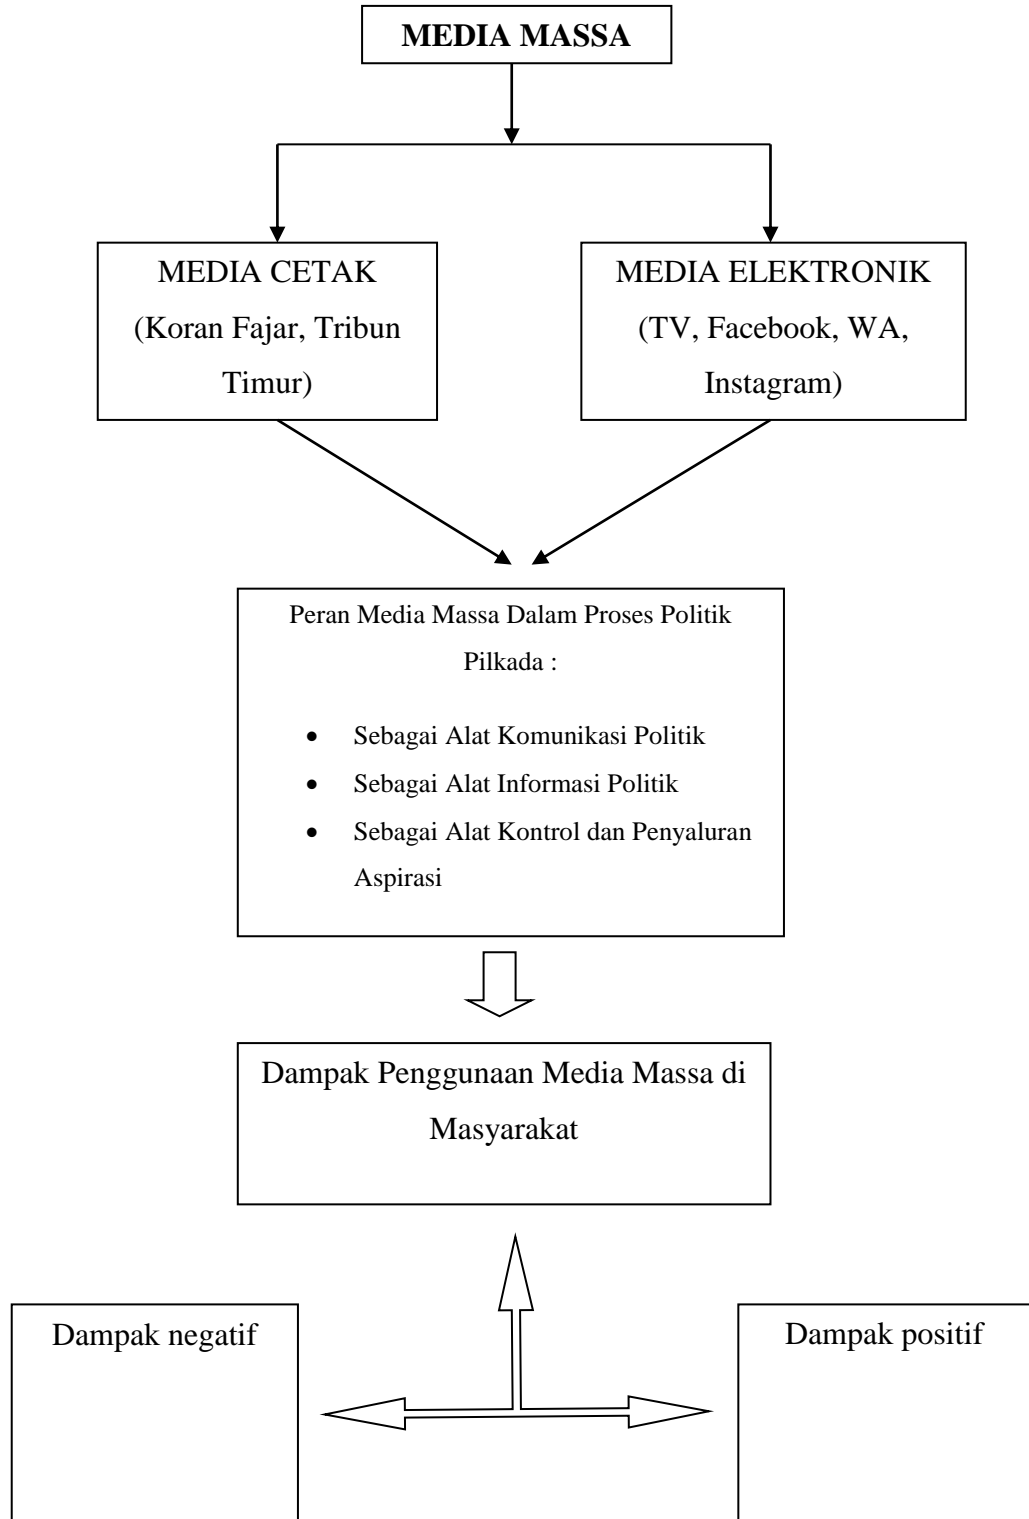 MEDIA MASSA
MEDIA CETAK
(Koran Fajar, Tribun
Timur)
MEDIA ELEKTRONIK
(TV, Facebook, WA,
Instagram)
Peran Media Massa Dalam Proses Politik
Pilkada :
• Sebagai Alat Komunikasi Politik
• Sebagai Alat Informasi Politik
• Sebagai Alat Kontrol dan Penyaluran
Aspirasi
Dampak Penggunaan Media Massa di
Masyarakat
Dampak negatif
Dampak positif